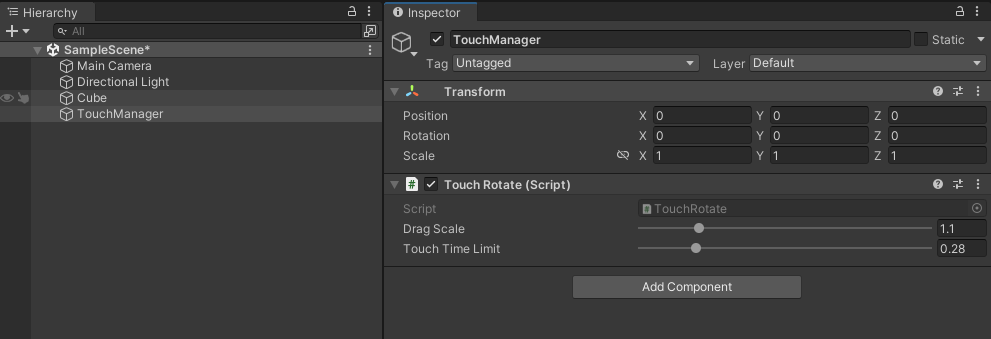 Hierarchy
All
SampleScene*
Main Camera
Directional Light
Cube
TouchManager
Inspector
TouchManager
Static
Tag Untagged Layer Default
Transform
Position X 0 Y 0 Z 0
Rotation X 0 Y 0 Z 0
Scale X 1 Y 1 Z 1
# Touch Rotate (Script)
Script # TouchRotate
Drag Scale 1.1
Touch Time Limit 0.28
Add Component